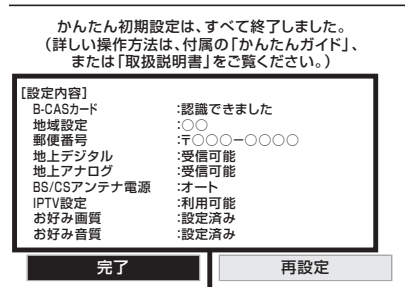 かんたん初期設定は、すべて終了しました。
（詳しい操作方法は、付属の「かんたんガイド」、
または「取扱説明書」をご覧ください。）
［設定内容］
B-CASカード :認識できました
地域設定 :○○
郵便番号 :〒○○○－○○○○
地上デジタル :受信可能
地上アナログ :受信可能
BS/CSアンテナ電源 :オート
IPTV設定 :利用可能
お好み画質 :設定済み
お好み音質 :設定済み
完了 再設定